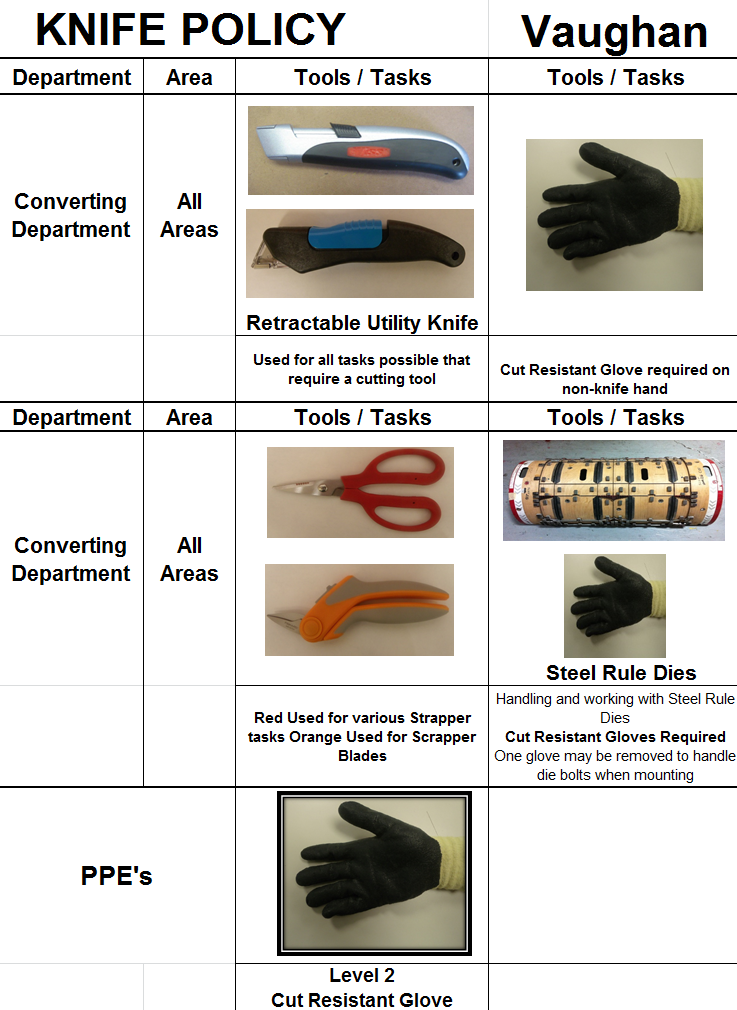 KNIFE POLICY
Vaughan
Department
Area
Tools / Tasks
Tools / Tasks
Converting
Department
All
Areas
Retractable Utility Knife
Used for all tasks possible that
require a cutting tool
Cut Resistant Glove required on
non-knife hand
Department
Area
Tools / Tasks
Tools / Tasks
Converting
Department
All
Areas
Steel Rule Dies
Red Used for various Strapper
tasks Orange Used for Scrapper
Blades
Handling and working with Steel Rule
Dies
Cut Resistant Gloves Required
One glove may be removed to handle
die bolts when mounting
PPE's
Level 2
Cut Resistant Glove